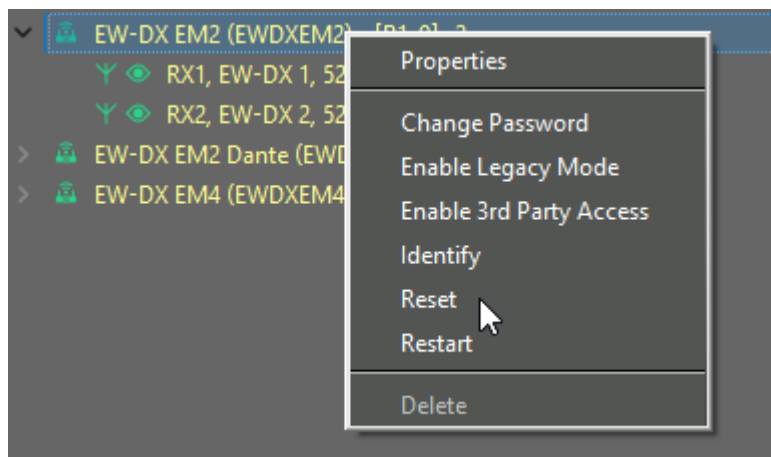 EW-DX EM2 (EWDXEM2)
RX1, EW-DX 1, 52
RX2, EW-DX 2, 52
EW-DX EM2 Dante (EWD
EW-DX EM4 (EWDXEM4
Properties
Change Password
Enable Legacy Mode
Enable 3rd Party Access
Identify
Reset
Restart
Delete